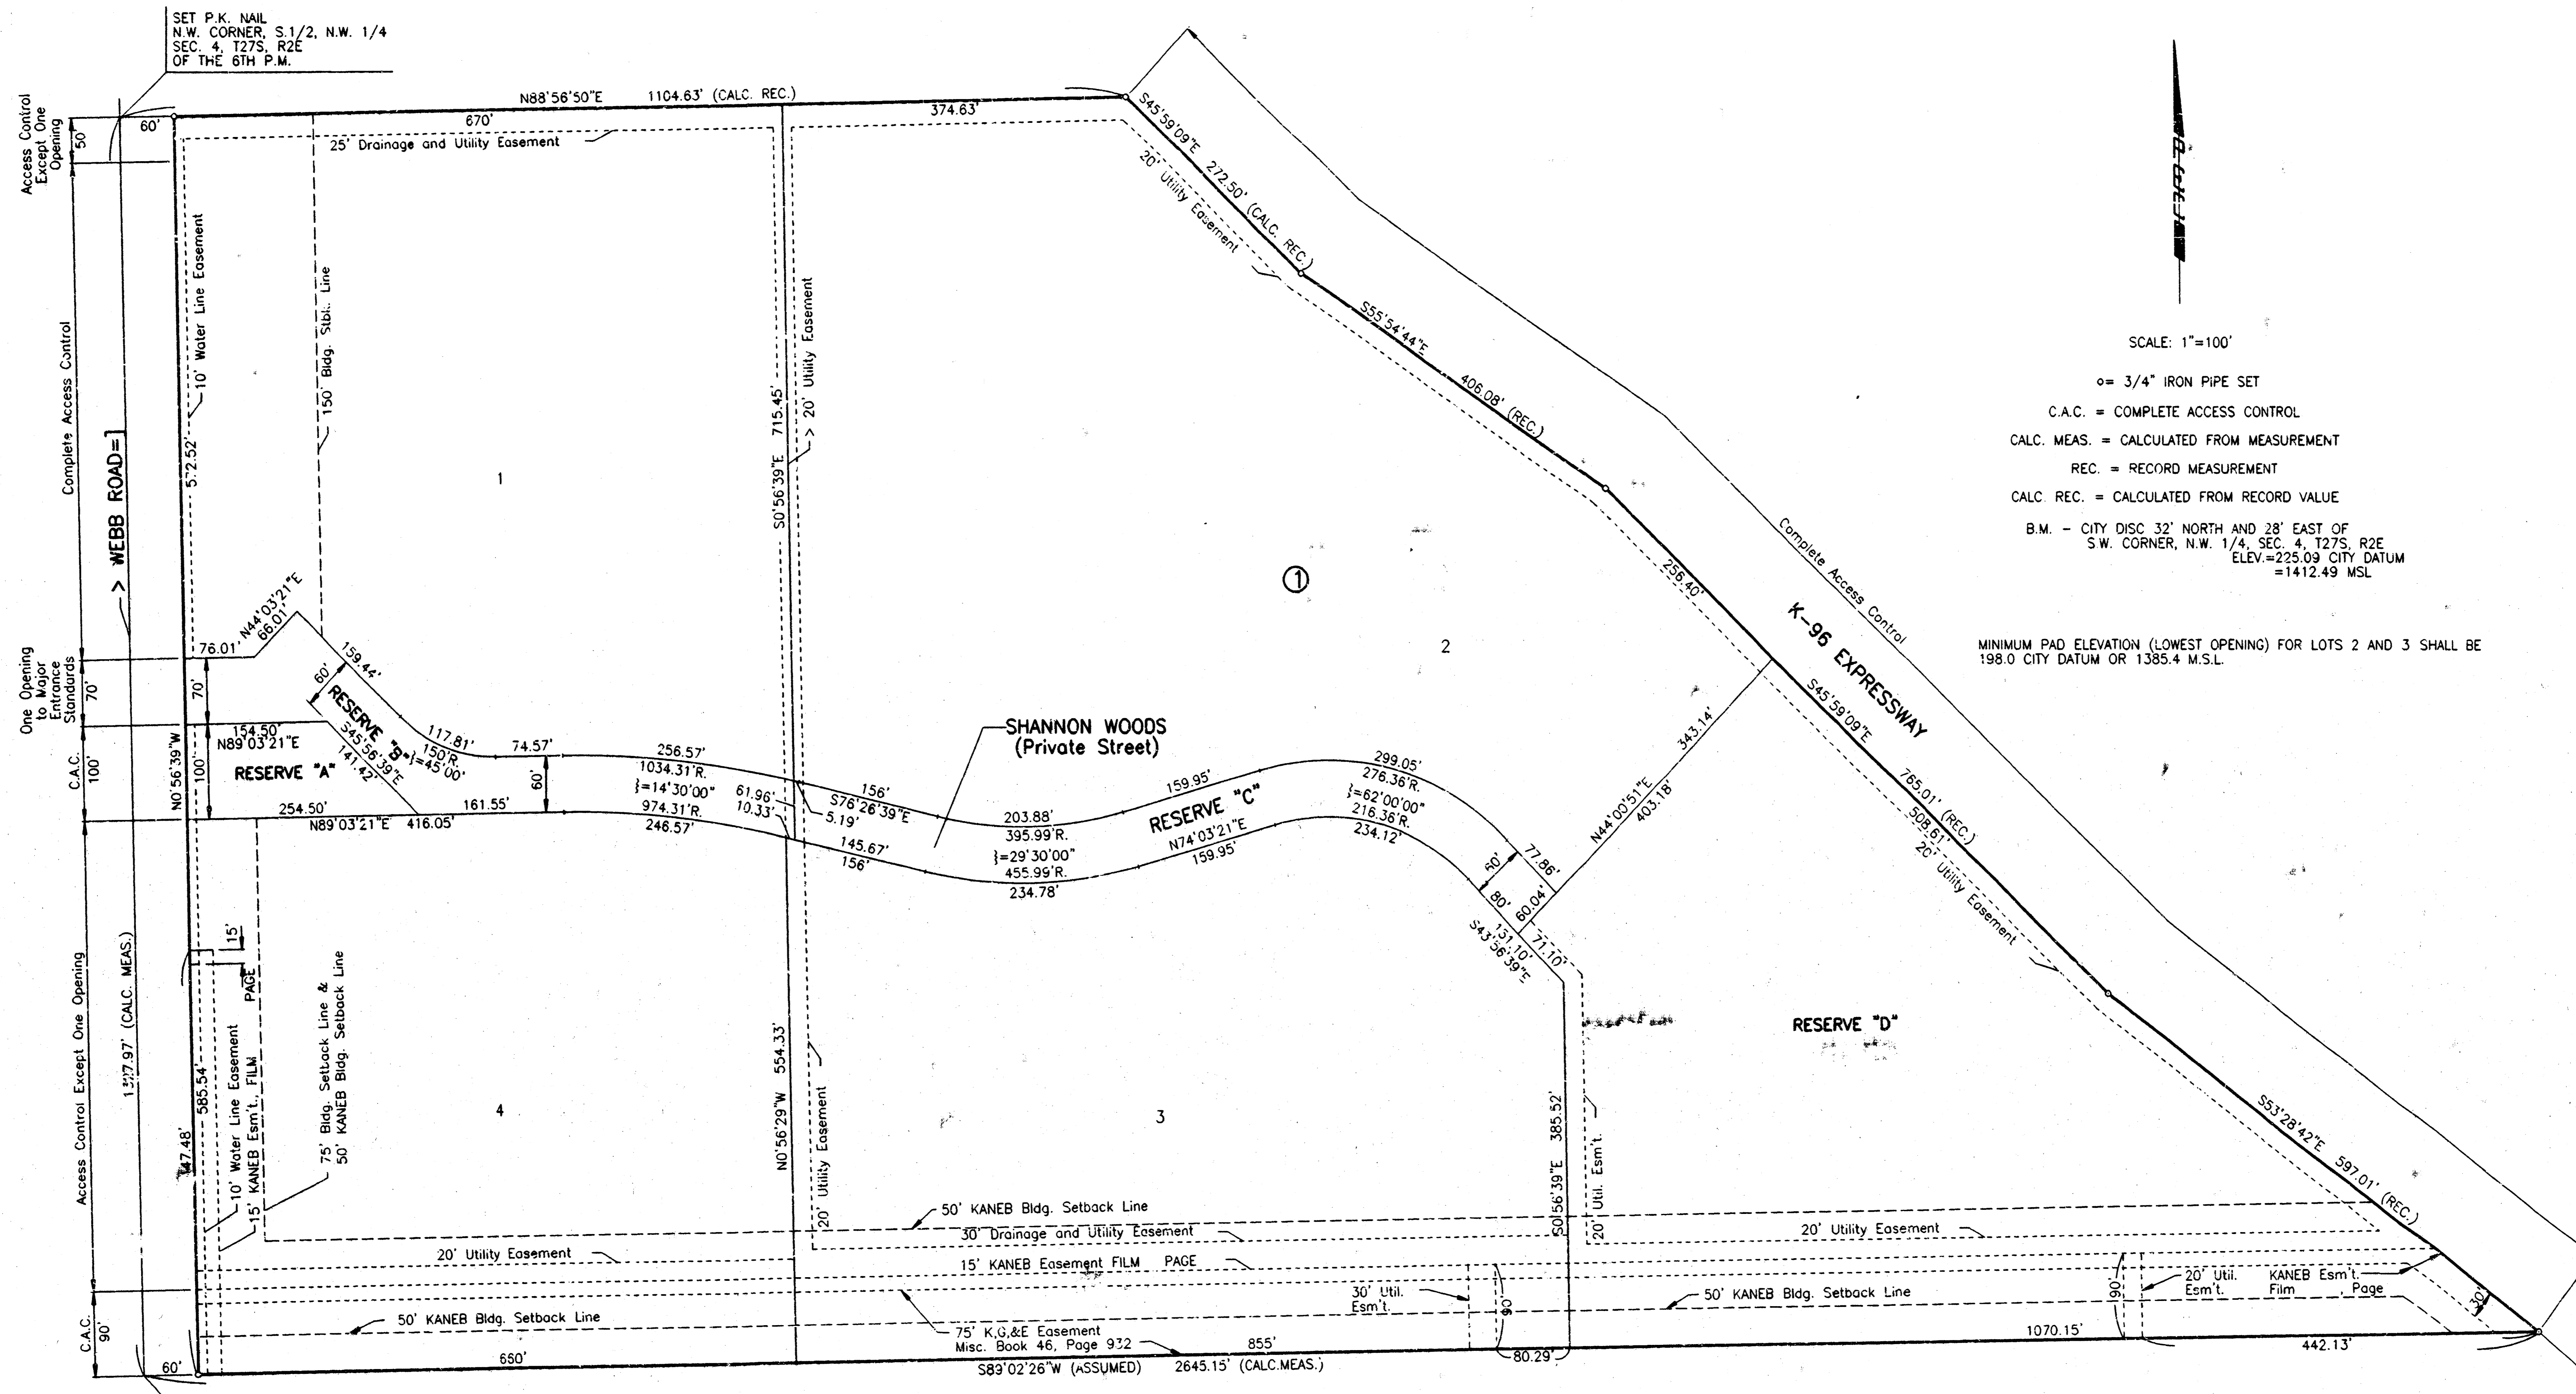 SET P.K. NAIL
N.W. CORNER, S.1/2, N.W. 1/4
SEC. 4, T27S, R2E
OF THE 6TH P.M.
N88°56'50"E 1104.63' (CALC. REC.)
60'
670'
374.63'
25' Drainage and Utility Easement
Access Control
Except One
Opening
50'
Complete Access Control
> WEBB ROAD=]
10' Water Line Easement
150' Bldg. Stbk. Line
S0°56'39"E 715.45'
> 20' Utility Easement
S45°59'09"E 272.50' (CALC. REC.)
20' Utility Easement
S55°54'44"E
406.08' (REC.)
256.40'
Complete Access Control
K-96 EXPRESSWAY
S45°59'09"E
765.01' (REC.)
508.61'
20' Utility Easement
S53°28'42"E
597.01' (REC.)
SCALE: 1"=100'
o= 3/4" IRON PIPE SET
C.A.C. = COMPLETE ACCESS CONTROL
CALC. MEAS. = CALCULATED FROM MEASUREMENT
REC. = RECORD MEASUREMENT
CALC. REC. = CALCULATED FROM RECORD VALUE
B.M. - CITY DISC 32' NORTH AND 28' EAST OF
S.W. CORNER, N.W. 1/4, SEC. 4, T27S, R2E
ELEV.=225.09 CITY DATUM
=1412.49 MSL
MINIMUM PAD ELEVATION (LOWEST OPENING) FOR LOTS 2 AND 3 SHALL BE
198.0 CITY DATUM OR 1385.4 M.S.L.
1
1
2
One Opening
to Major
Entrance
Standards
70'
C.A.C.
100'
76.01'
N44°03'21"E
66.01'
159.44'
60'
70'
RESERVE "B"
154.50'
N89°03'21"E
S45°56'39"E
141.42'
117.81'
150'R.
}=45°00'
74.57'
RESERVE "A"
100'
N0°56'39"W
254.50'
161.55'
N89°03'21"E 416.05'
60'
256.57'
1034.31'R.
}=14°30'00"
974.31'R.
246.57'
61.96'
10.33'
5.19'
156'
S76°26'39"E
145.67'
156'
SHANNON WOODS
(Private Street)
203.88'
395.99'R.
}=29°30'00"
455.99'R.
234.78'
159.95'
RESERVE "C"
N74°03'21"E
159.95'
299.05'
276.36'R.
}=62°00'00"
216.36'R.
234.12'
343.14'
N44°00'51"E
403.18'
77.86'
60'
80'
60.04'
151.10'
71.10'
S43°56'39"E
RESERVE "D"
Access Control Except One Opening
(CALC. MEAS.)
585.54'
15'
PAGE
10' Water Line Easement
15' KANEB Esm't., FILM
75' Bldg. Setback Line &
50' KANEB Bldg. Setback Line
4
N0°56'29"W 554.33'
20' Utility Easement
3
S0°56'39"E 385.52'
20' Util. Esm't.
50' KANEB Bldg. Setback Line
30' Drainage and Utility Easement
20' Utility Easement
20' Utility Easement
15' KANEB Easement FILM PAGE
30' Util.
Esm't.
90'
20' Util.
Esm't.
KANEB Esm't.
Film , Page
90'
30'
50' KANEB Bldg. Setback Line
50' KANEB Bldg. Setback Line
75' K,G,&E Easement
Misc. Book 46, Page 932
C.A.C.
90'
60'
855'
1070.15'
S89°02'26"W (ASSUMED) 2645.15' (CALC.MEAS.)
80.29'
442.13'